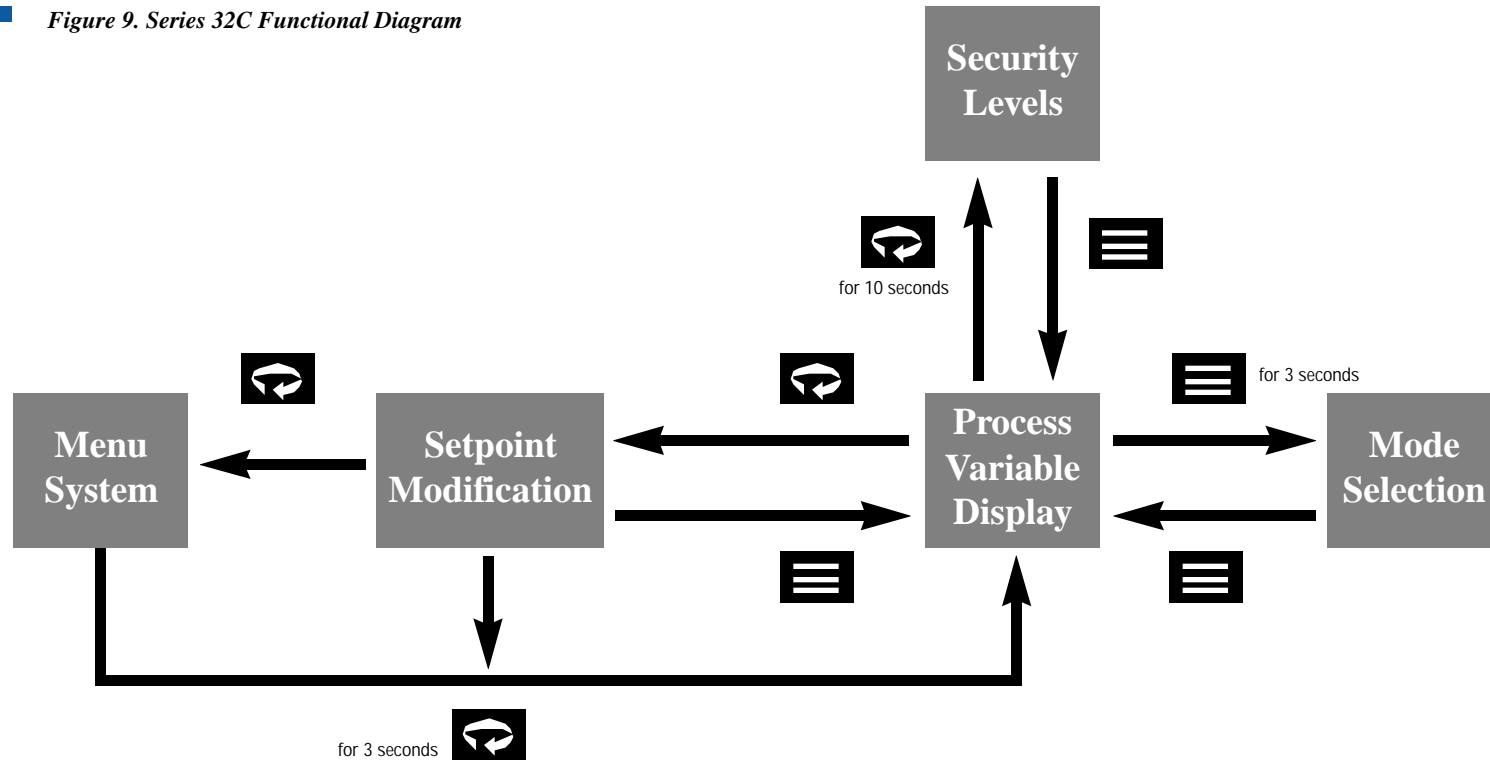 Figure 9. Series 32C Functional Diagram
Security
Levels
for 10 seconds
for 3 seconds
Menu
System
Setpoint
Modification
Process
Variable
Display
Mode
Selection
for 3 seconds